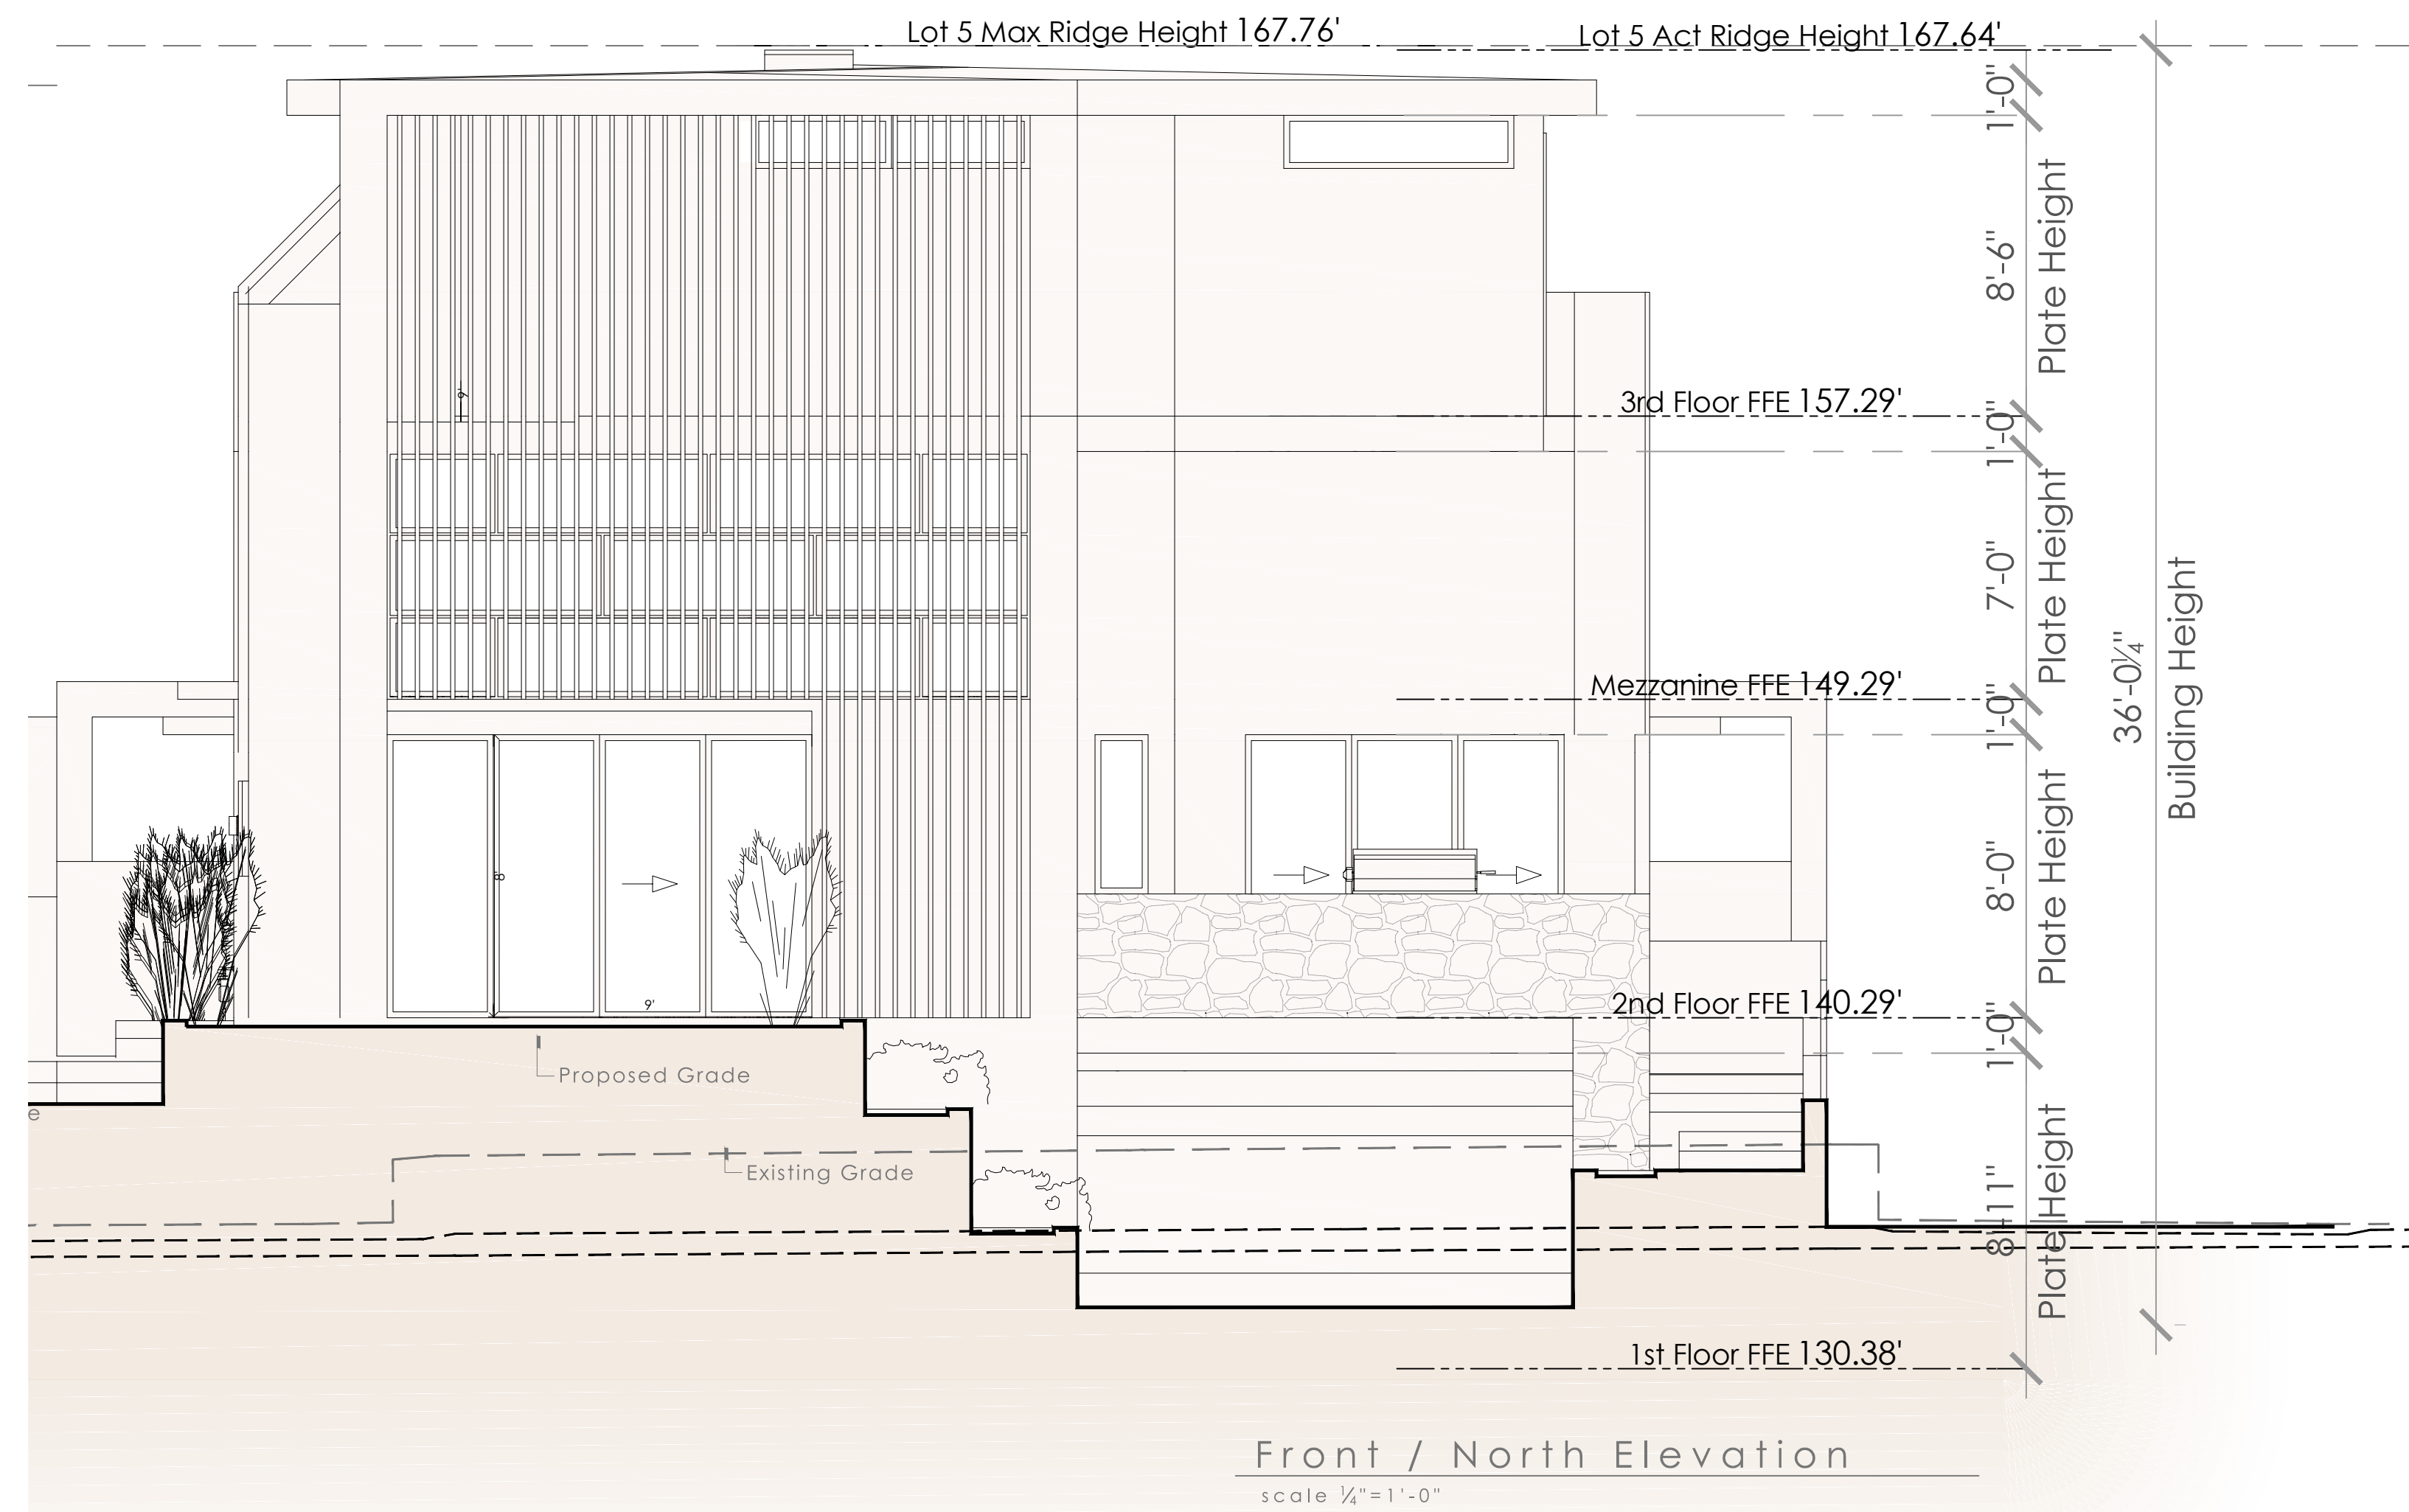 Lot 5 Max Ridge Height 167.76'
Lot 5 Act Ridge Height 167.64'
1'-0"
8'-6"
Plate Height
9'
3rd Floor FFE 157.29'
1'-0"
7'-0"
Plate Height
Mezzanine FFE 149.29'
1'-0"
36'-0¼"
Building Height
8'-0"
Plate Height
8'
9'
2nd Floor FFE 140.29'
1'-0"
Proposed Grade
e
Existing Grade
8'-11"
Plate Height
1st Floor FFE 130.38'
Front / North Elevation
scale ¼"=1'-0"